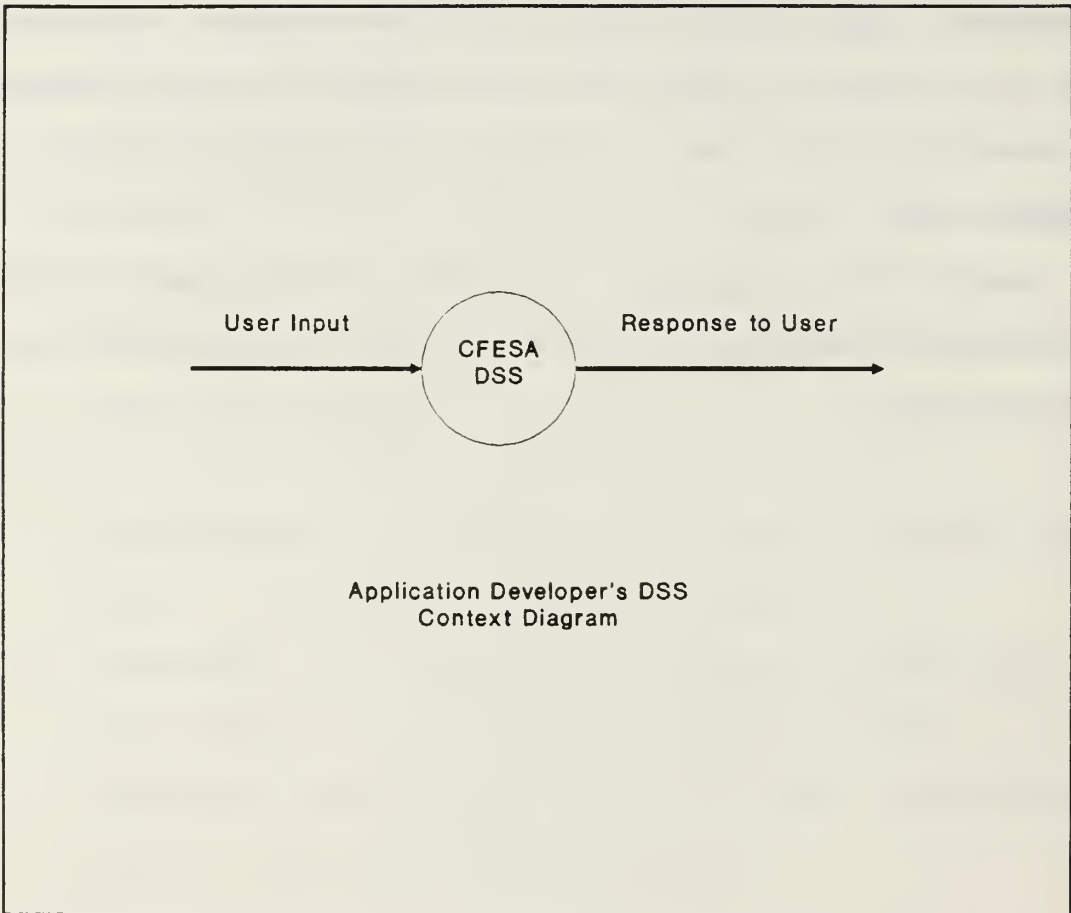 User Input
CFESA
DSS
Response to User
Application Developer's DSS
Context Diagram